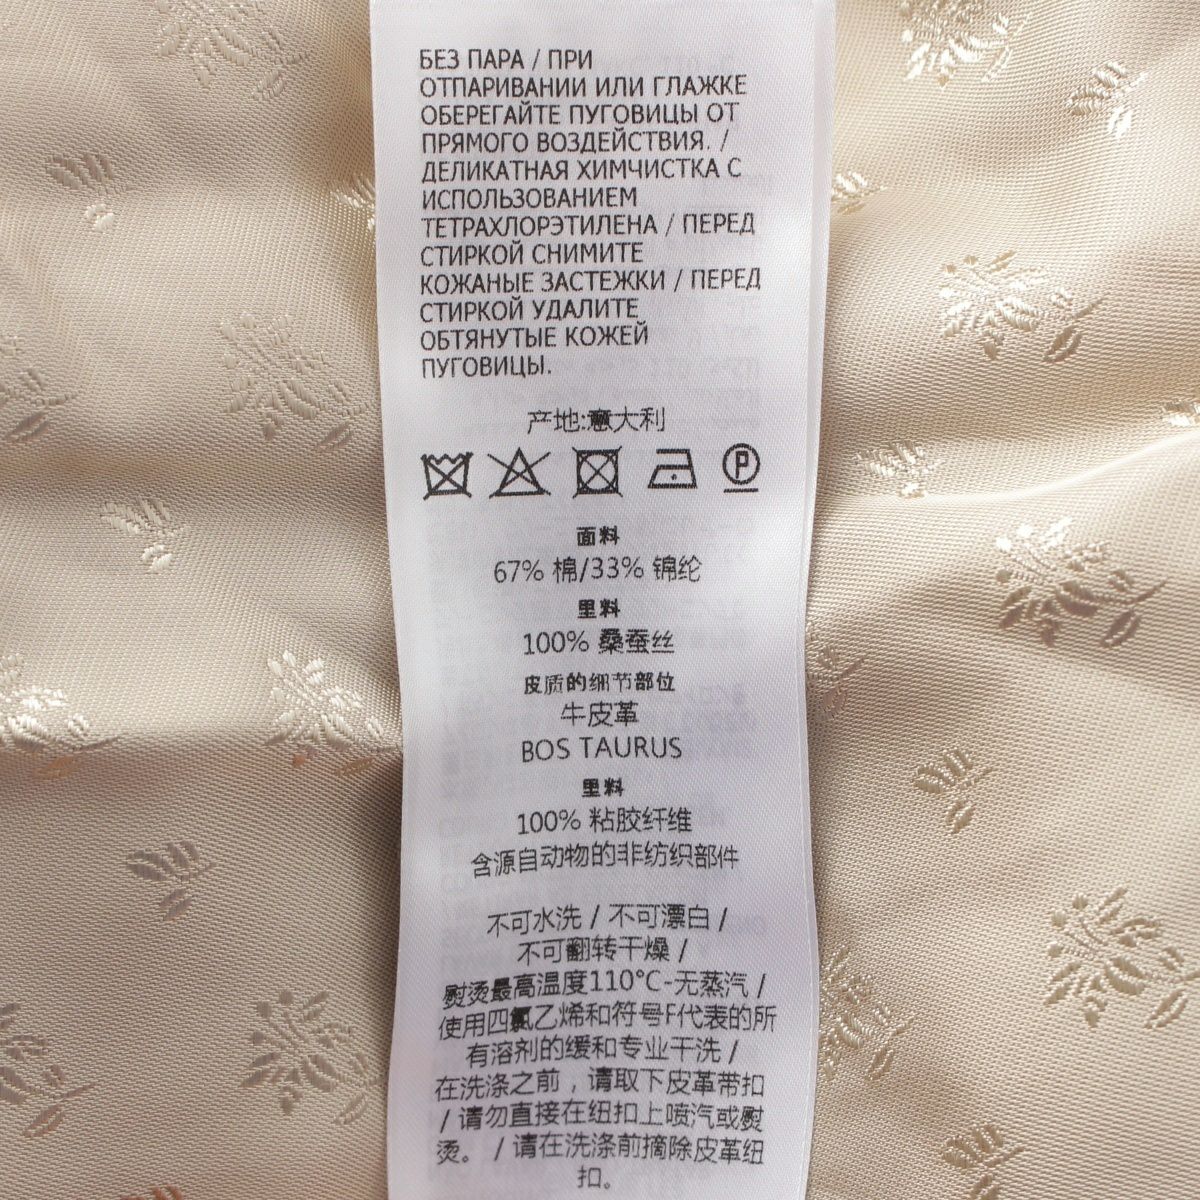 БЕЗ ПАРА / ПРИ
ОТПАРИВАНИИ ИЛИ ГЛАЖКЕ
ОБЕРЕГАЙТЕ ПУГОВИЦЫ ОТ
ПРЯМОГО ВОЗДЕЙСТВИЯ. /
ДЕЛИКАТНАЯ ХИМЧИСТКА С
ИСПОЛЬЗОВАНИЕМ
ТЕТРАХЛОРЭТИЛЕНА / ПЕРЕД
СТИРКОЙ СНИМИТЕ
КОЖАНЫЕ ЗАСТЕЖКИ / ПЕРЕД
СТИРКОЙ УДАЛИТЕ
ОБТЯНУТЫЕ КОЖЕЙ
ПУГОВИЦЫ.
产地:意大利
P
面料
67% 棉/33% 锦纶
里料
100% 桑蚕丝
皮质的细节部位
牛皮革
BOS TAURUS
里料
100% 粘胶纤维
含源自动物的非纺织部件
不可水洗 / 不可漂白 /
不可翻转干燥 /
熨烫最高温度110°C-无蒸汽 /
使用四氯乙烯和符号F代表的所
有溶剂的缓和专业干洗 /
在洗涤之前，请取下皮革带扣
/ 请勿直接在纽扣上喷汽或熨
烫。 / 请在洗涤前摘除皮革纽
扣。